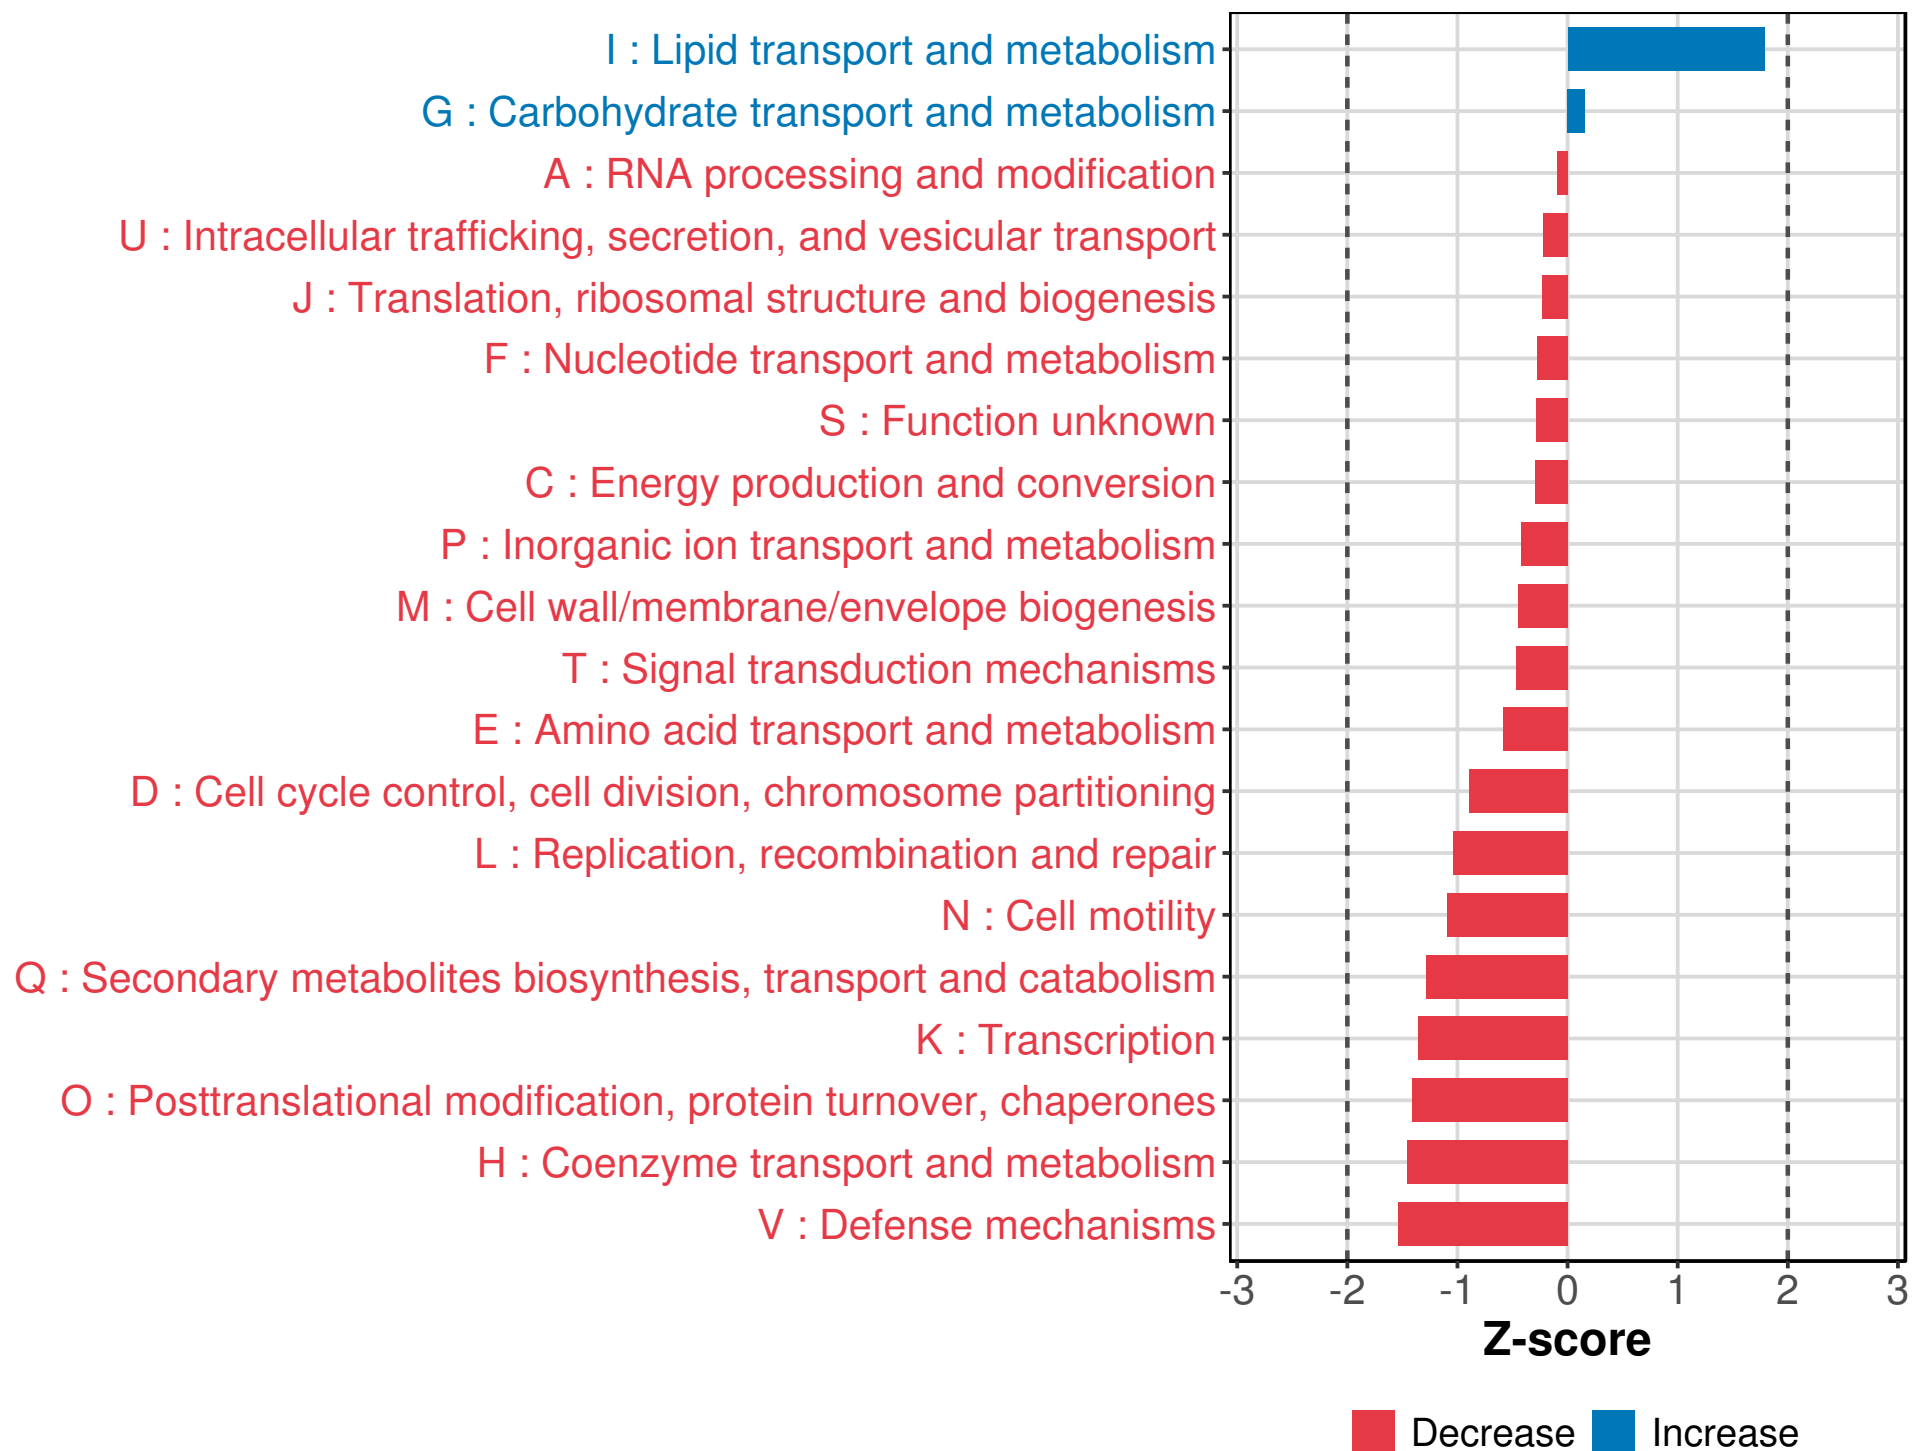 I : Lipid transport and metabolism
G : Carbohydrate transport and metabolism
A : RNA processing and modification
U : Intracellular trafficking, secretion, and vesicular transport
J : Translation, ribosomal structure and biogenesis
F : Nucleotide transport and metabolism
S : Function unknown
C : Energy production and conversion
P : Inorganic ion transport and metabolism
M : Cell wall/membrane/envelope biogenesis
T : Signal transduction mechanisms
E : Amino acid transport and metabolism
D : Cell cycle control, cell division, chromosome partitioning
L : Replication, recombination and repair
N : Cell motility
Q : Secondary metabolites biosynthesis, transport and catabolism
K : Transcription
O : Posttranslational modification, protein turnover, chaperones
H : Coenzyme transport and metabolism
V : Defense mechanisms
-3 -2 -1 0 1 2 3
Z-score
Decrease Increase